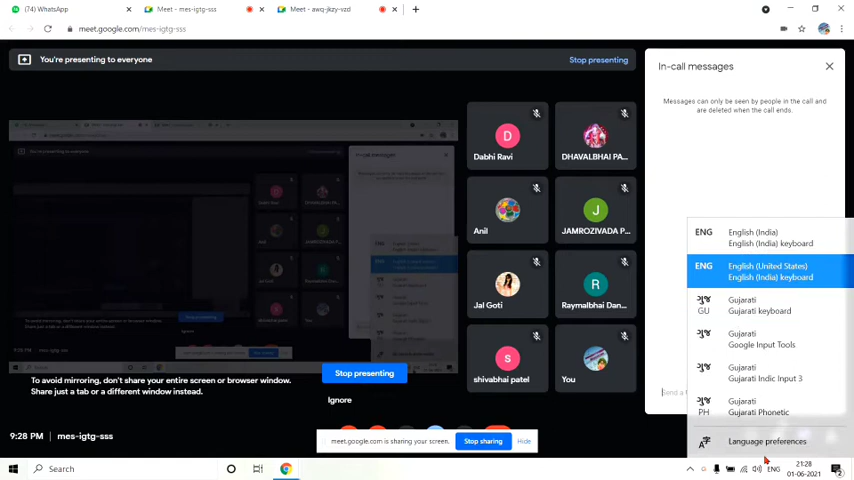 (74) WhatsApp
Meet - mes-igtg-sss
Meet - awq-jkzy-szd
meet.google.com/mes-igtg-sss
You're presenting to everyone
Stop presenting
In-call messages
Messages can only be seen by people in the call and
are deleted when the call ends.
D
Dabhi Ravi
DHAVALBHAI PA...
Anil
J
JAMROZIVADA P...
Jal Goti
R
Raymalbhai Dan...
S
shivabhai patel
You
To avoid mirroring, don't share your entire screen or browser window.
Share just a tab or a different window instead.
Stop presenting
Ignore
9:28 PM
mes-igtg-sss
meet.google.com is sharing your screen.
Stop sharing
Hide
ENG
English (India)
English (India) keyboard
ENG
English (United States)
English (India) keyboard
ગુજ
GU
Gujarati
Gujarati keyboard
ગુજ
Gujarati
Google Input Tools
ગુજ
Gujarati
Gujarati Indic Input 3
ગુજ
PH
Gujarati
Gujarati Phonetic
Language preferences
Search
ENG
21:28
01-06-2021
2